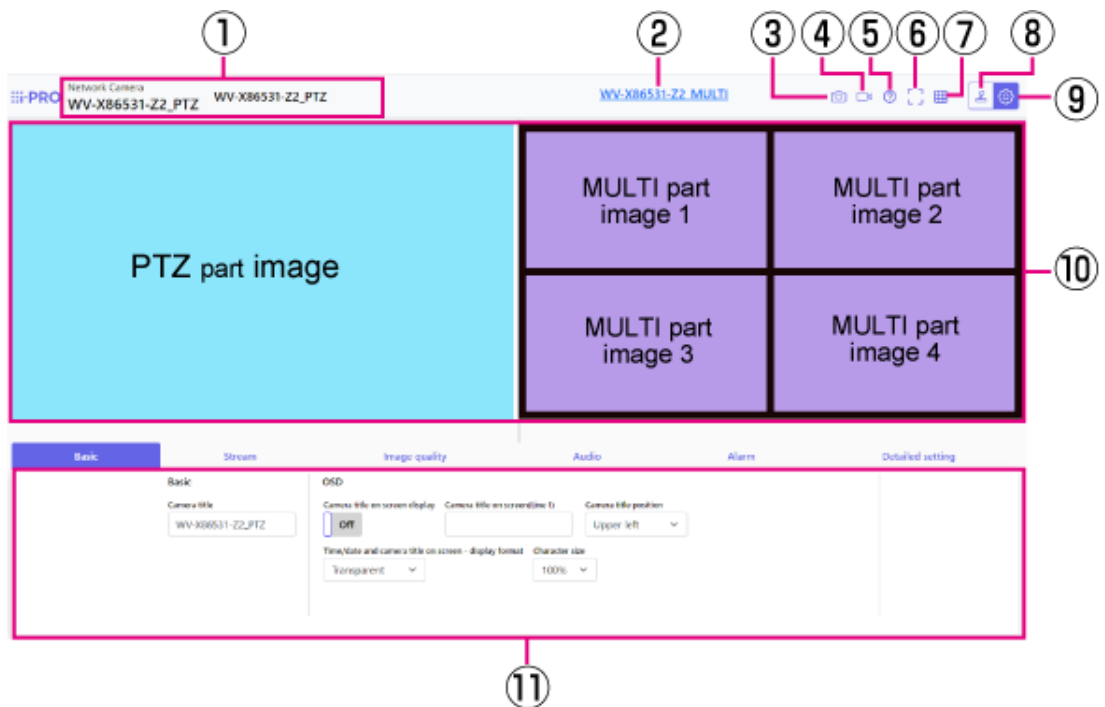 ① ② ③ ④ ⑤ ⑥ ⑦ ⑧
i-PRO Network Camera
WV-X86531-Z2_PTZ WV-X86531-Z2_PTZ WV-X86531-Z2_MULTI ⑨
PTZ part image
MULTI part
image 1
MULTI part
image 2
MULTI part
image 3
MULTI part
image 4
⑩
Basic Stream Image quality Audio Alarm Detailed setting
Basic OSD
Camera title Camera title on screen display Camera title on screen(line 1) Camera title position
WV-X86531-Z2_PTZ Off Upper left
Time/date and camera title on screen - display format Character size
Transparent 100%
⑪